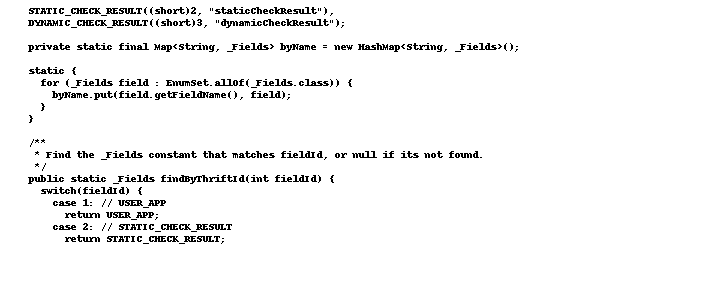 STATIC_CHECK_RESULT((short)2, "staticCheckResult"),
DYNAMIC_CHECK_RESULT((short)3, "dynamicCheckResult");
private static final Map<String, _Fields> byName = new HashMap<String, _Fields>();
static {
for (_Fields field : EnumSet.allOf(_Fields.class)) {
byName.put(field.getFieldName(), field);
}
}
/**
* Find the _Fields constant that matches fieldId, or null if its not found.
*/
public static _Fields findByThriftId(int fieldId) {
switch(fieldId) {
case 1: // USER_APP
return USER_APP;
case 2: // STATIC_CHECK_RESULT
return STATIC_CHECK_RESULT;